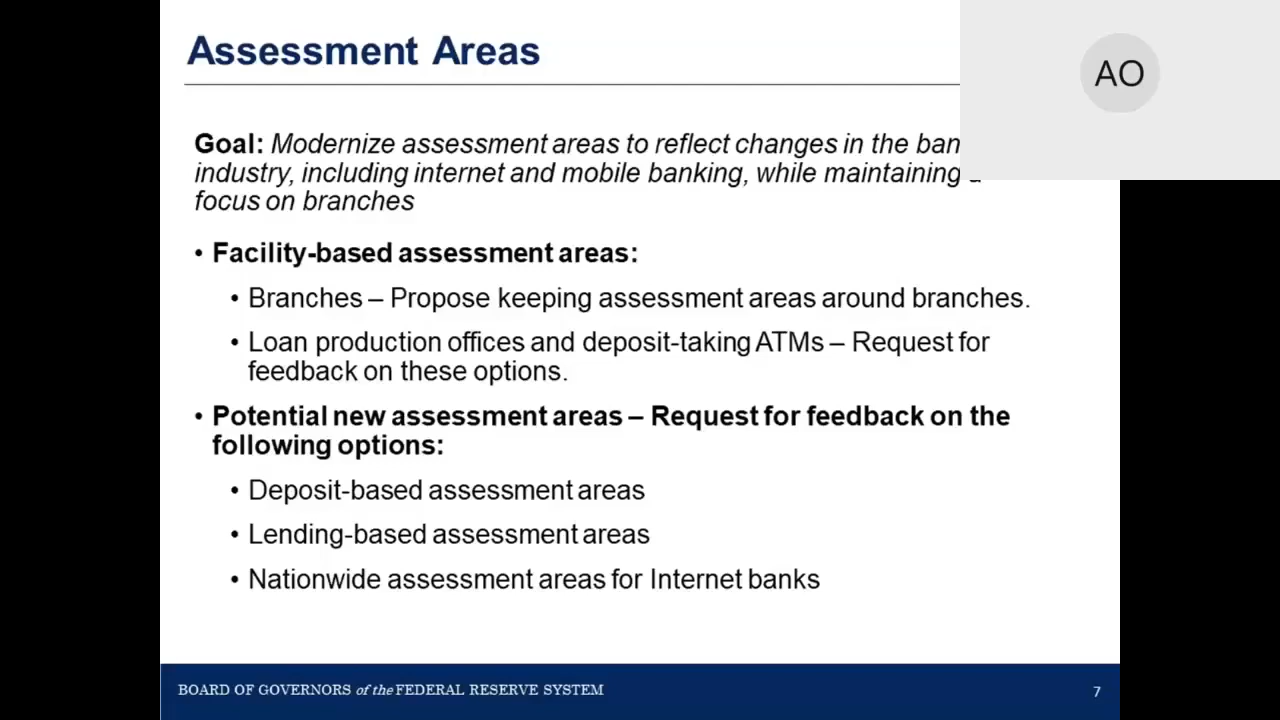 Assessment Areas
AO
Goal: Modernize assessment areas to reflect changes in the
industry, including internet and mobile banking, while maintaining
focus on branches
• Facility-based assessment areas:
• Branches – Propose keeping assessment areas around branches.
• Loan production offices and deposit-taking ATMs – Request for
feedback on these options.
• Potential new assessment areas – Request for feedback on the
following options:
• Deposit-based assessment areas
• Lending-based assessment areas
• Nationwide assessment areas for Internet banks
BOARD OF GOVERNORS of the FEDERAL RESERVE SYSTEM
7